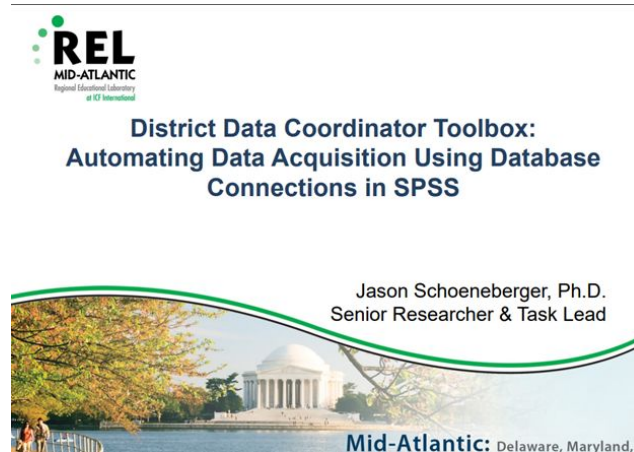 REL
MID-ATLANTIC
Regional Educational Laboratory
at ICF International
District Data Coordinator Toolbox:
Automating Data Acquisition Using Database
Connections in SPSS
Jason Schoeneberger, Ph.D.
Senior Researcher & Task Lead
Mid-Atlantic: Delaware, Maryland,